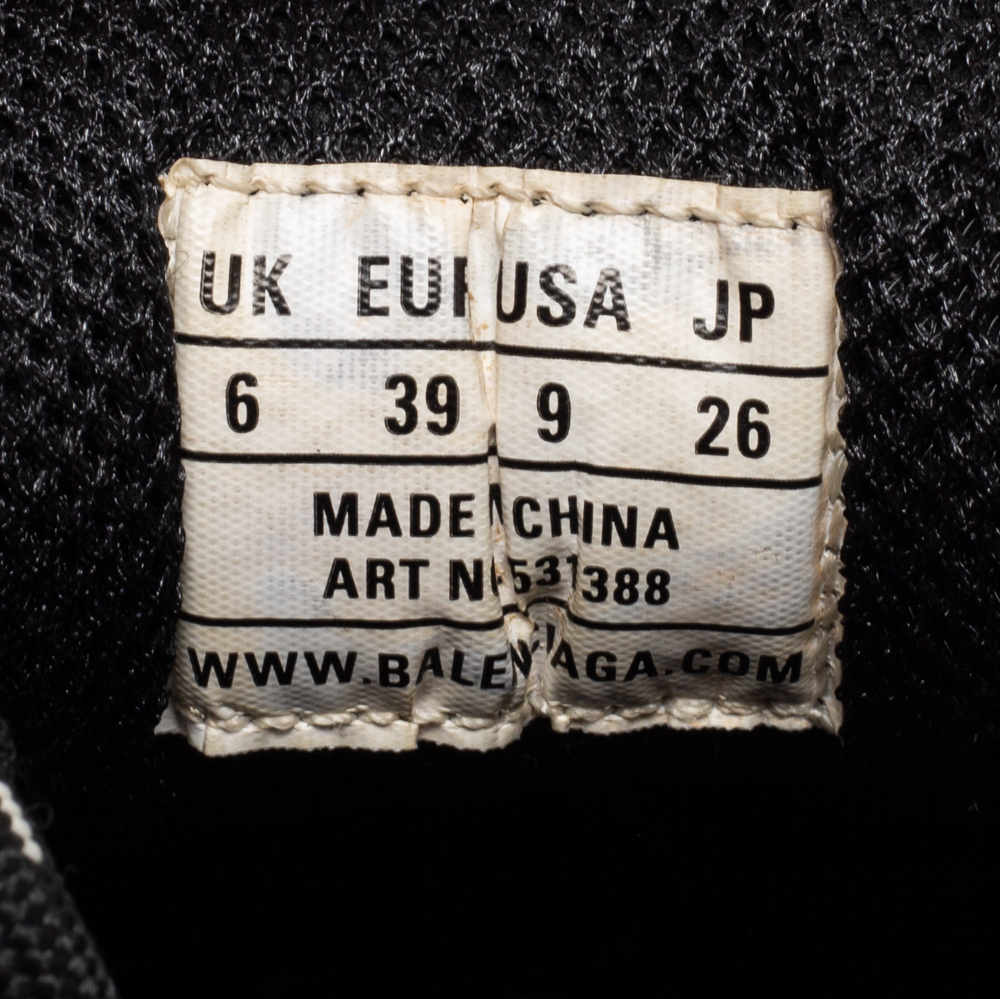 UK EUR USA JP
6 39 9 26
MADE CHINA
ART N 531388
WWW.BALENCIAGA.COM